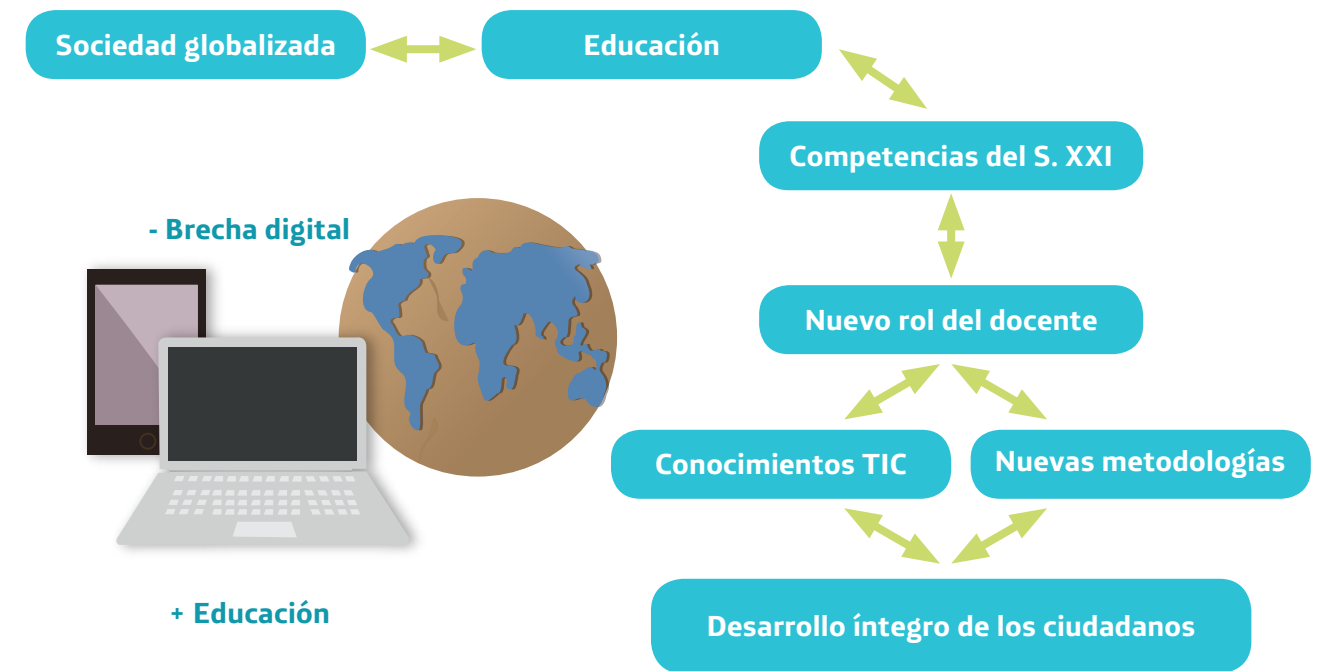 Sociedad globalizada
Educación
Competencias del S. XXI
- Brecha digital
Nuevo rol del docente
Conocimientos TIC
Nuevas metodologías
+ Educación
Desarrollo íntegro de los ciudadanos